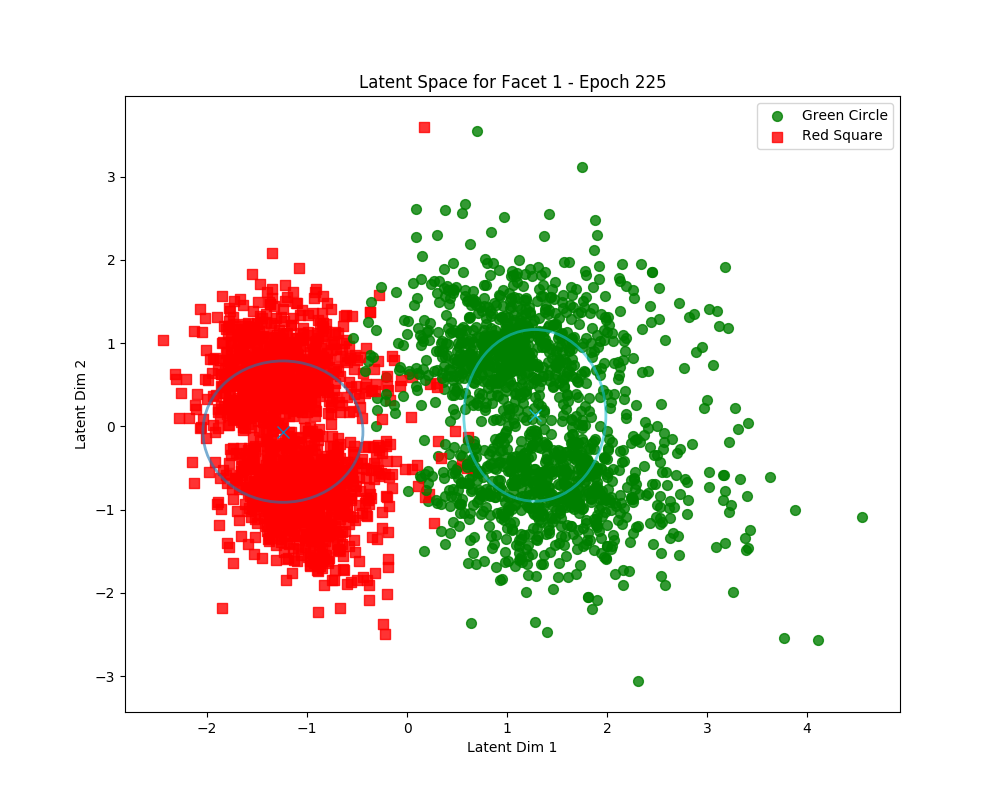 Latent Space for Facet 1 - Epoch 225
Green Circle
Red Square
3
2
1
0
−1
−2
−3
Latent Dim 2
−2
−1
0
1
2
3
4
Latent Dim 1